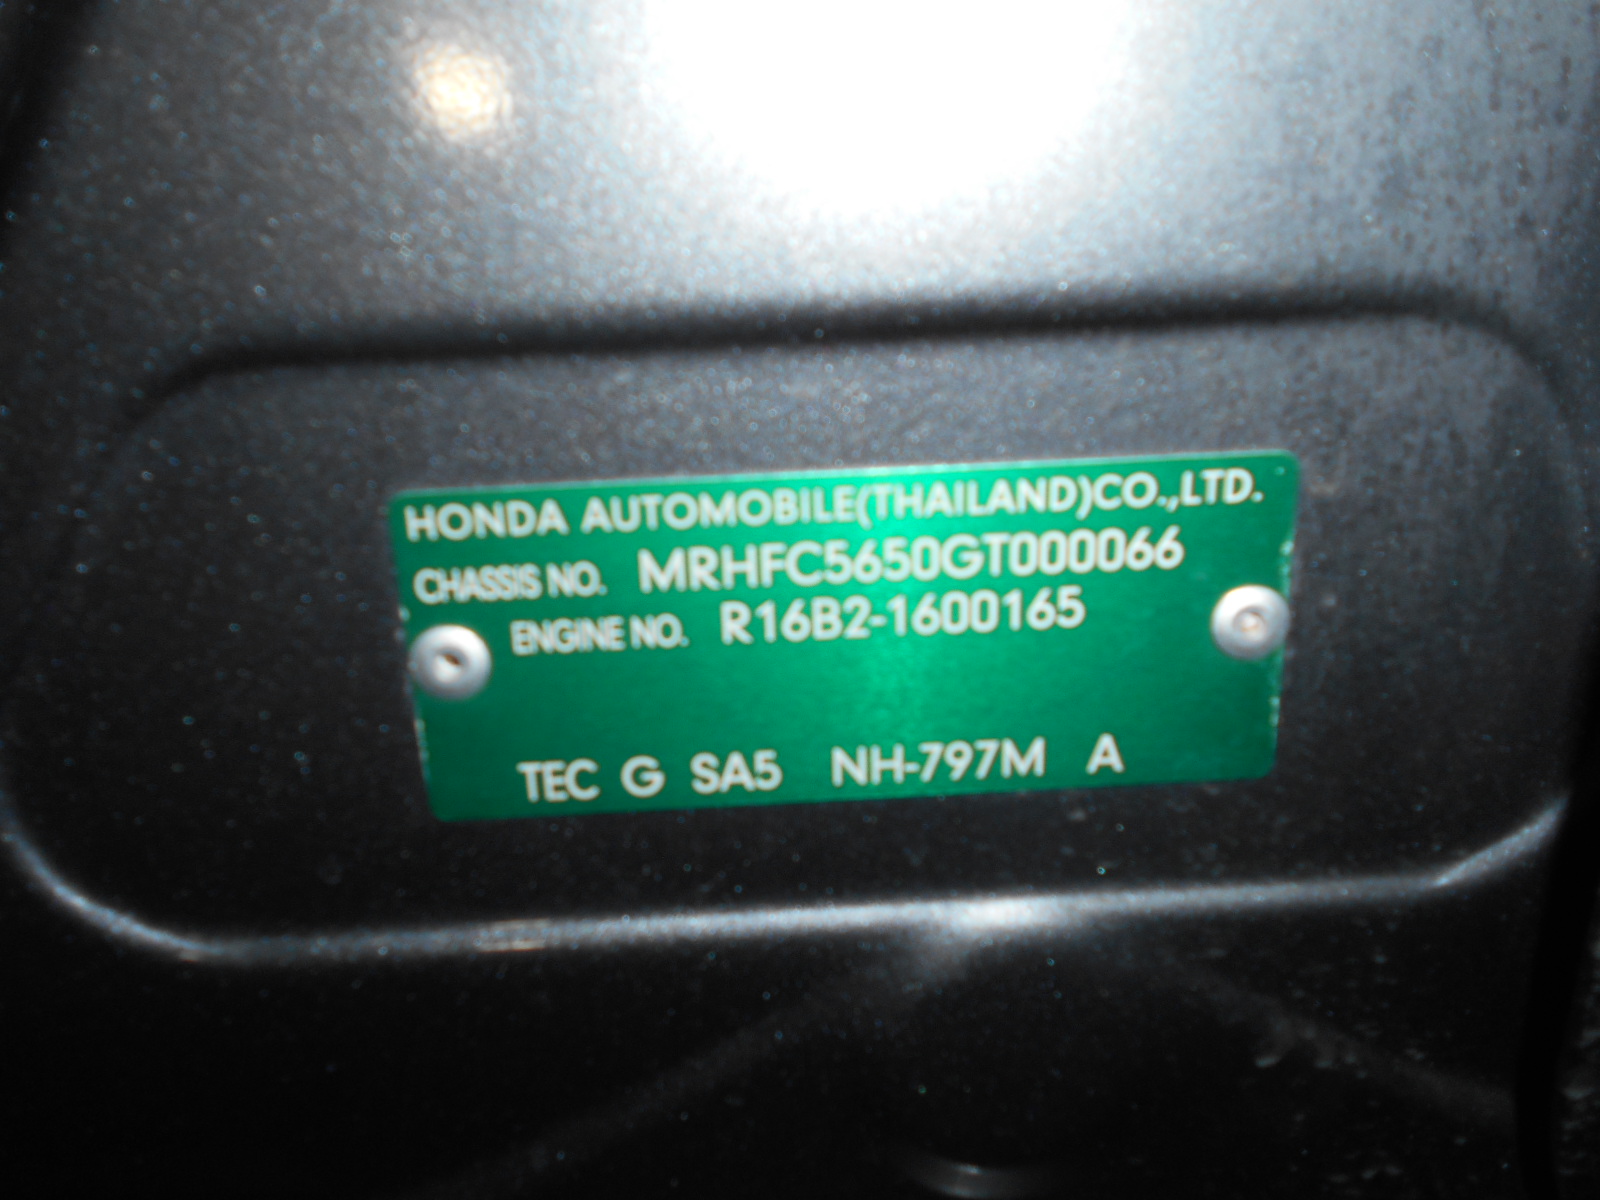 HONDA AUTOMOBILE(THAILAND)CO.,LTD.
CHASSIS NO. MRHFC5650GT000066
ENGINE NO. R16B2-1600165
TEC G SA5 NH-797M A